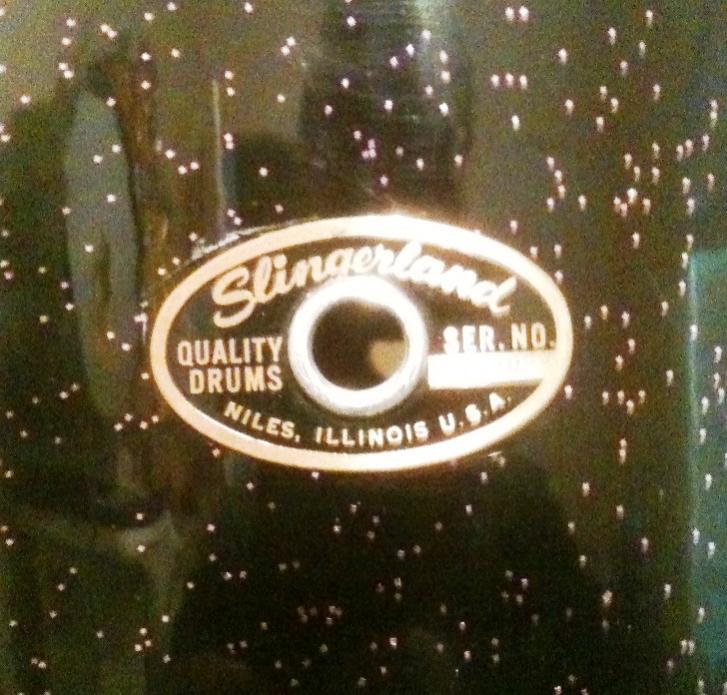 Slingerland
QUALITY
DRUMS
SER. NO.
NILES, ILLINOIS U.S.A.